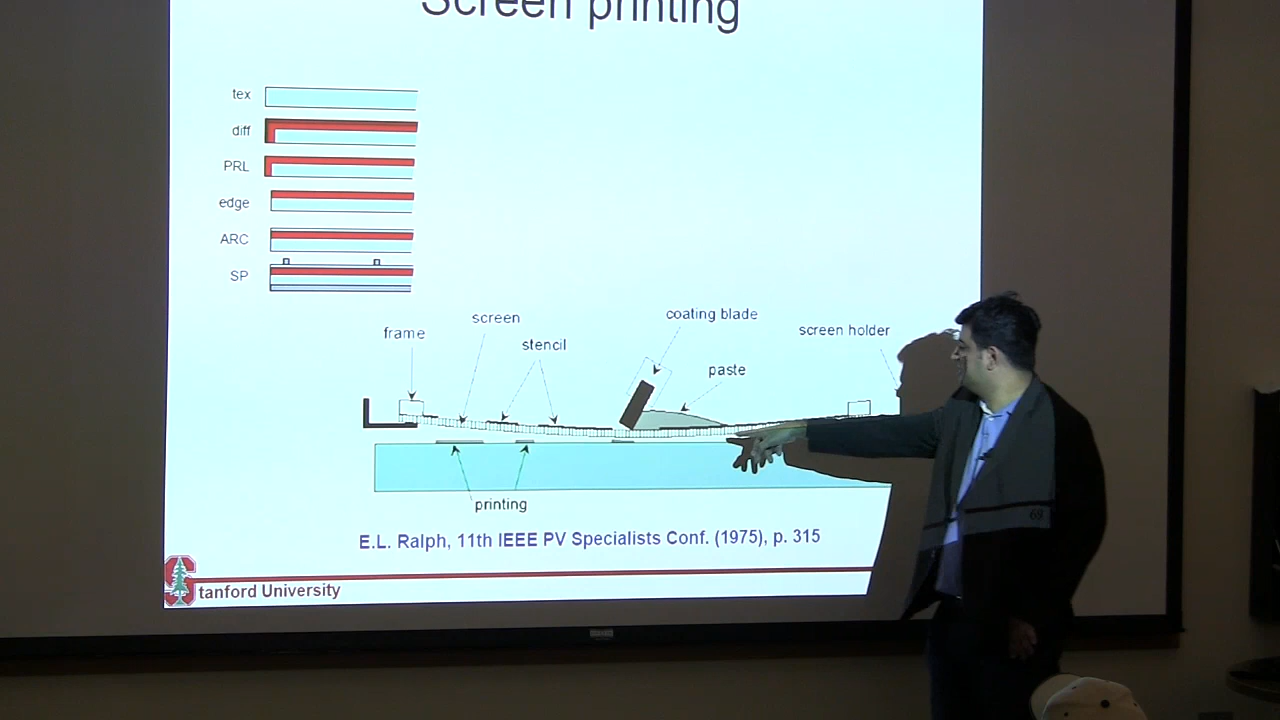 Screen printing
tex
diff
PRL
edge
ARC
SP
frame
screen
stencil
coating blade
paste
screen holder
printing
E.L. Ralph, 11th IEEE PV Specialists Conf. (1975), p. 315
Stanford University